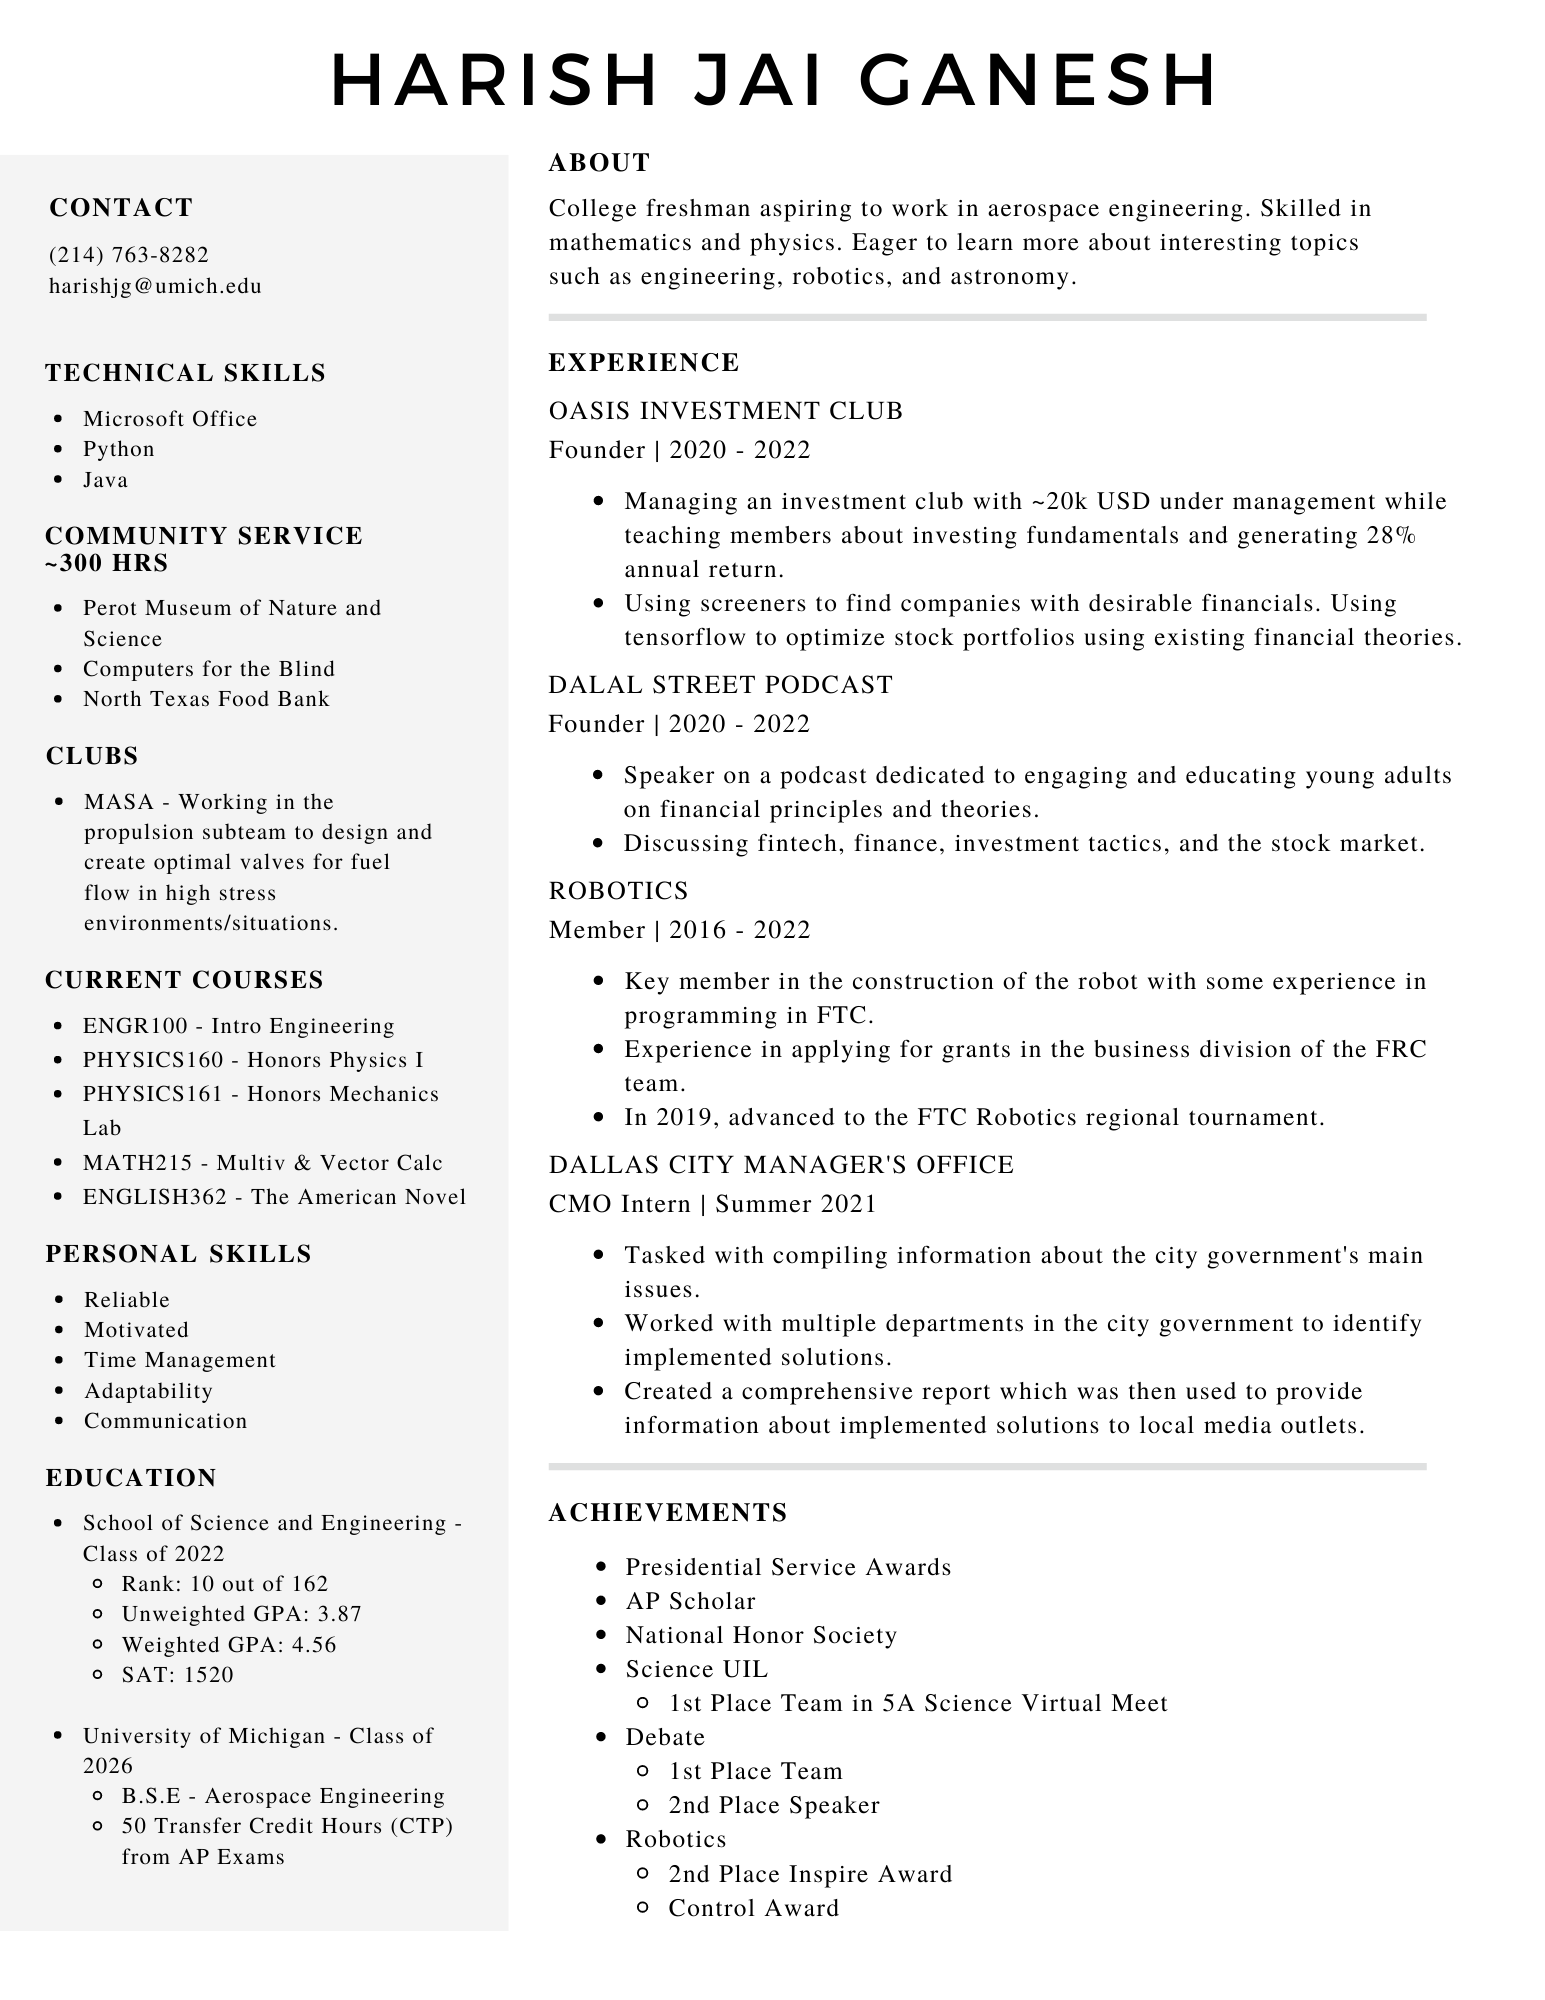 HARISH JAI GANESH
CONTACT
(214) 763-8282
harishjg@umich.edu
TECHNICAL SKILLS
• Microsoft Office
• Python
• Java
COMMUNITY SERVICE
~300 HRS
• Perot Museum of Nature and
Science
• Computers for the Blind
• North Texas Food Bank
CLUBS
• MASA - Working in the
propulsion subteam to design and
create optimal valves for fuel
flow in high stress
environments/situations.
CURRENT COURSES
• ENGR100 - Intro Engineering
• PHYSICS160 - Honors Physics I
• PHYSICS161 - Honors Mechanics
Lab
• MATH215 - Multiv & Vector Calc
• ENGLISH362 - The American Novel
PERSONAL SKILLS
• Reliable
• Motivated
• Time Management
• Adaptability
• Communication
EDUCATION
• School of Science and Engineering -
Class of 2022
◦ Rank: 10 out of 162
◦ Unweighted GPA: 3.87
◦ Weighted GPA: 4.56
◦ SAT: 1520
• University of Michigan - Class of
2026
◦ B.S.E - Aerospace Engineering
◦ 50 Transfer Credit Hours (CTP)
from AP Exams
ABOUT
College freshman aspiring to work in aerospace engineering. Skilled in
mathematics and physics. Eager to learn more about interesting topics
such as engineering, robotics, and astronomy.
EXPERIENCE
OASIS INVESTMENT CLUB
Founder | 2020 - 2022
• Managing an investment club with ~20k USD under management while
teaching members about investing fundamentals and generating 28%
annual return.
• Using screeners to find companies with desirable financials. Using
tensorflow to optimize stock portfolios using existing financial theories.
DALAL STREET PODCAST
Founder | 2020 - 2022
• Speaker on a podcast dedicated to engaging and educating young adults
on financial principles and theories.
• Discussing fintech, finance, investment tactics, and the stock market.
ROBOTICS
Member | 2016 - 2022
• Key member in the construction of the robot with some experience in
programming in FTC.
• Experience in applying for grants in the business division of the FRC
team.
• In 2019, advanced to the FTC Robotics regional tournament.
DALLAS CITY MANAGER'S OFFICE
CMO Intern | Summer 2021
• Tasked with compiling information about the city government's main
issues.
• Worked with multiple departments in the city government to identify
implemented solutions.
• Created a comprehensive report which was then used to provide
information about implemented solutions to local media outlets.
ACHIEVEMENTS
• Presidential Service Awards
• AP Scholar
• National Honor Society
• Science UIL
◦ 1st Place Team in 5A Science Virtual Meet
• Debate
◦ 1st Place Team
◦ 2nd Place Speaker
• Robotics
◦ 2nd Place Inspire Award
◦ Control Award